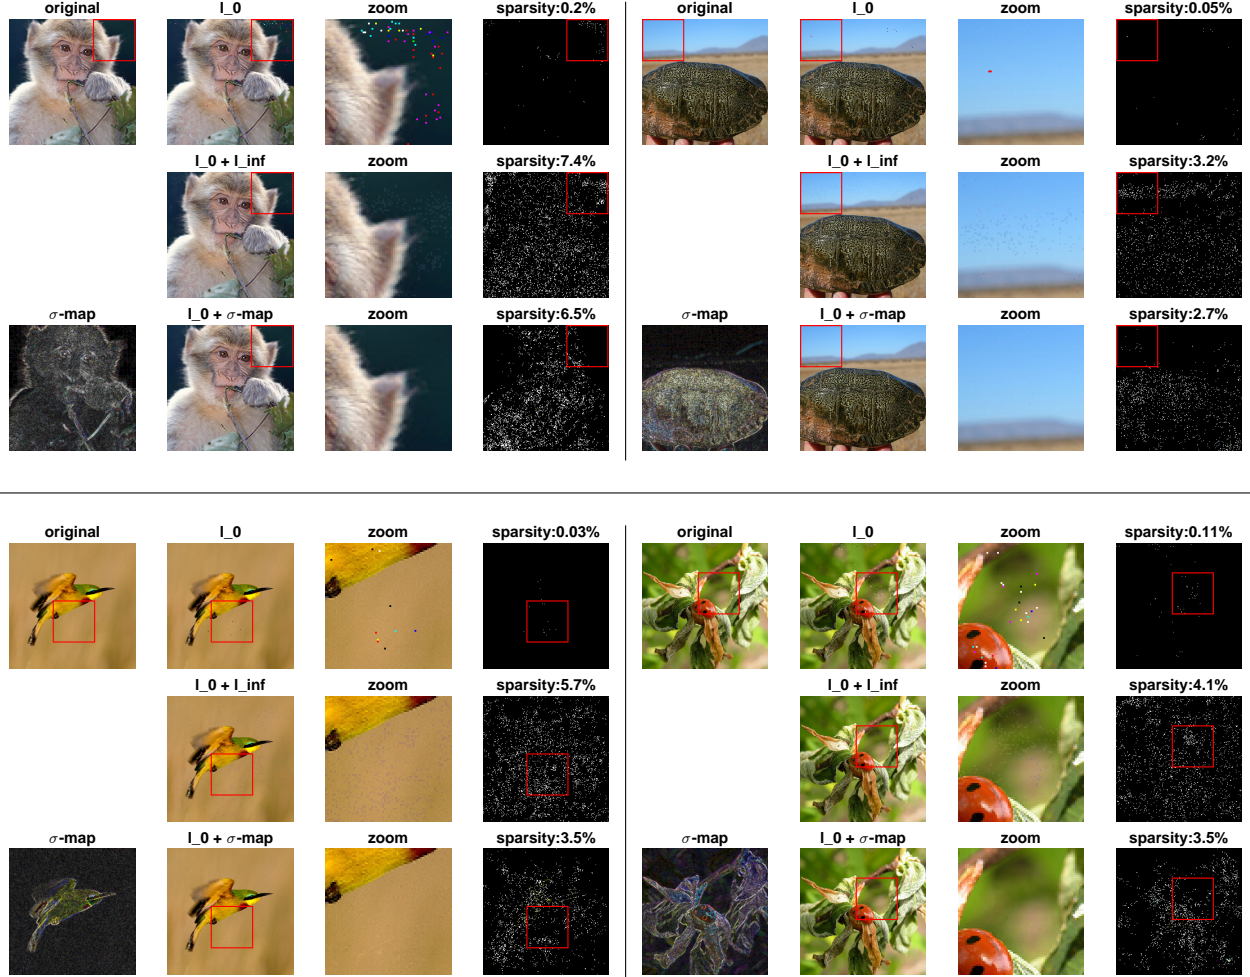 original l_0 zoom sparsity:0.2% original l_0 zoom sparsity:0.05%
l_0 + l_inf zoom sparsity:7.4% l_0 + l_inf zoom sparsity:3.2%
σ-map l_0 + σ-map zoom sparsity:6.5% σ-map l_0 + σ-map zoom sparsity:2.7%
original l_0 zoom sparsity:0.03% original l_0 zoom sparsity:0.11%
l_0 + l_inf zoom sparsity:5.7% l_0 + l_inf zoom sparsity:4.1%
σ-map l_0 + σ-map zoom sparsity:3.5% σ-map l_0 + σ-map zoom sparsity:3.5%